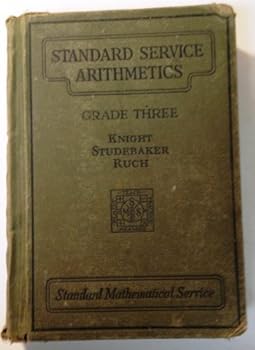 STANDARD SERVICE
ARITHMETICS
GRADE THREE
KNIGHT
STUDEBAKER
RUCH
Standard Mathematical Service